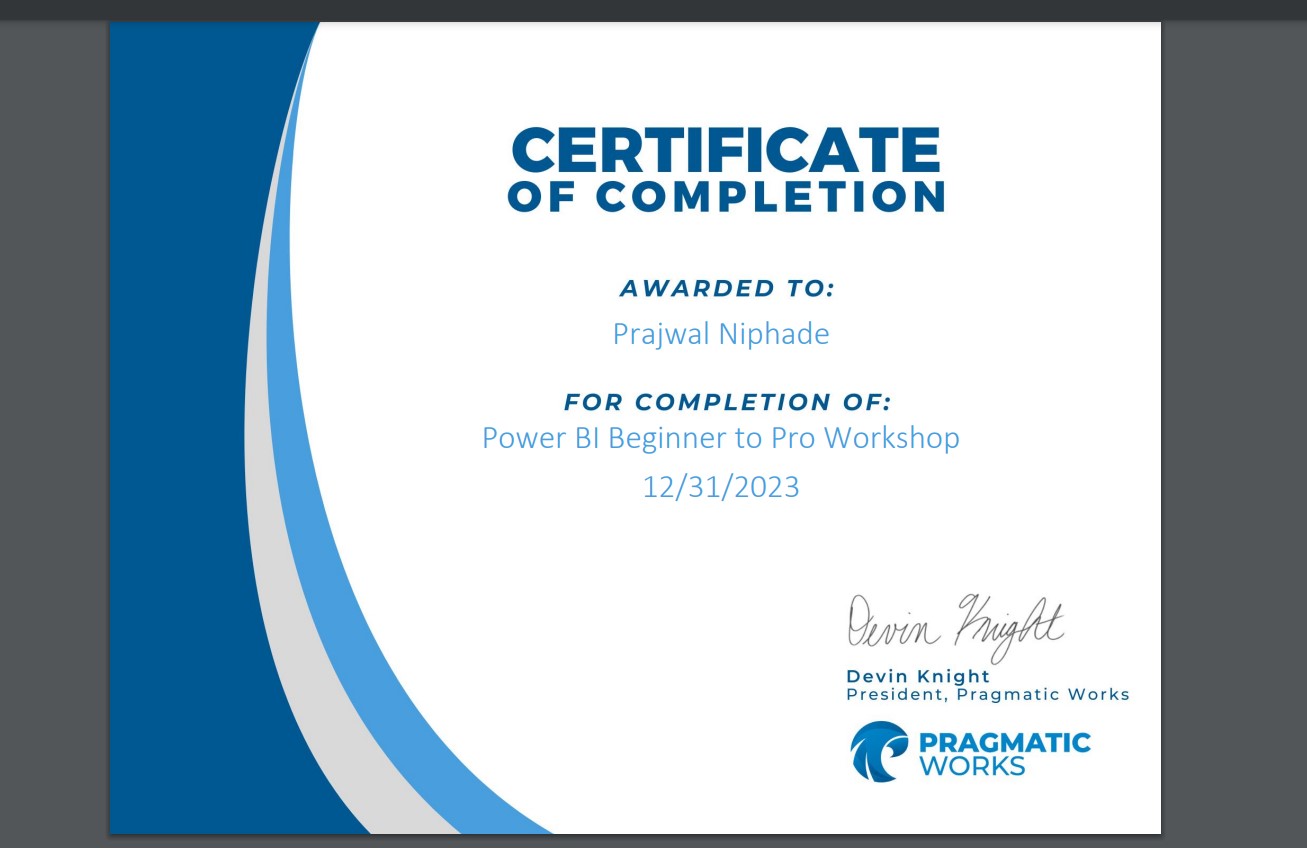 CERTIFICATE
OF COMPLETION
AWARDED TO:
Prajwal Niphade
FOR COMPLETION OF:
Power BI Beginner to Pro Workshop
12/31/2023
Devin Knight
Devin Knight
President, Pragmatic Works
PRAGMATIC
WORKS